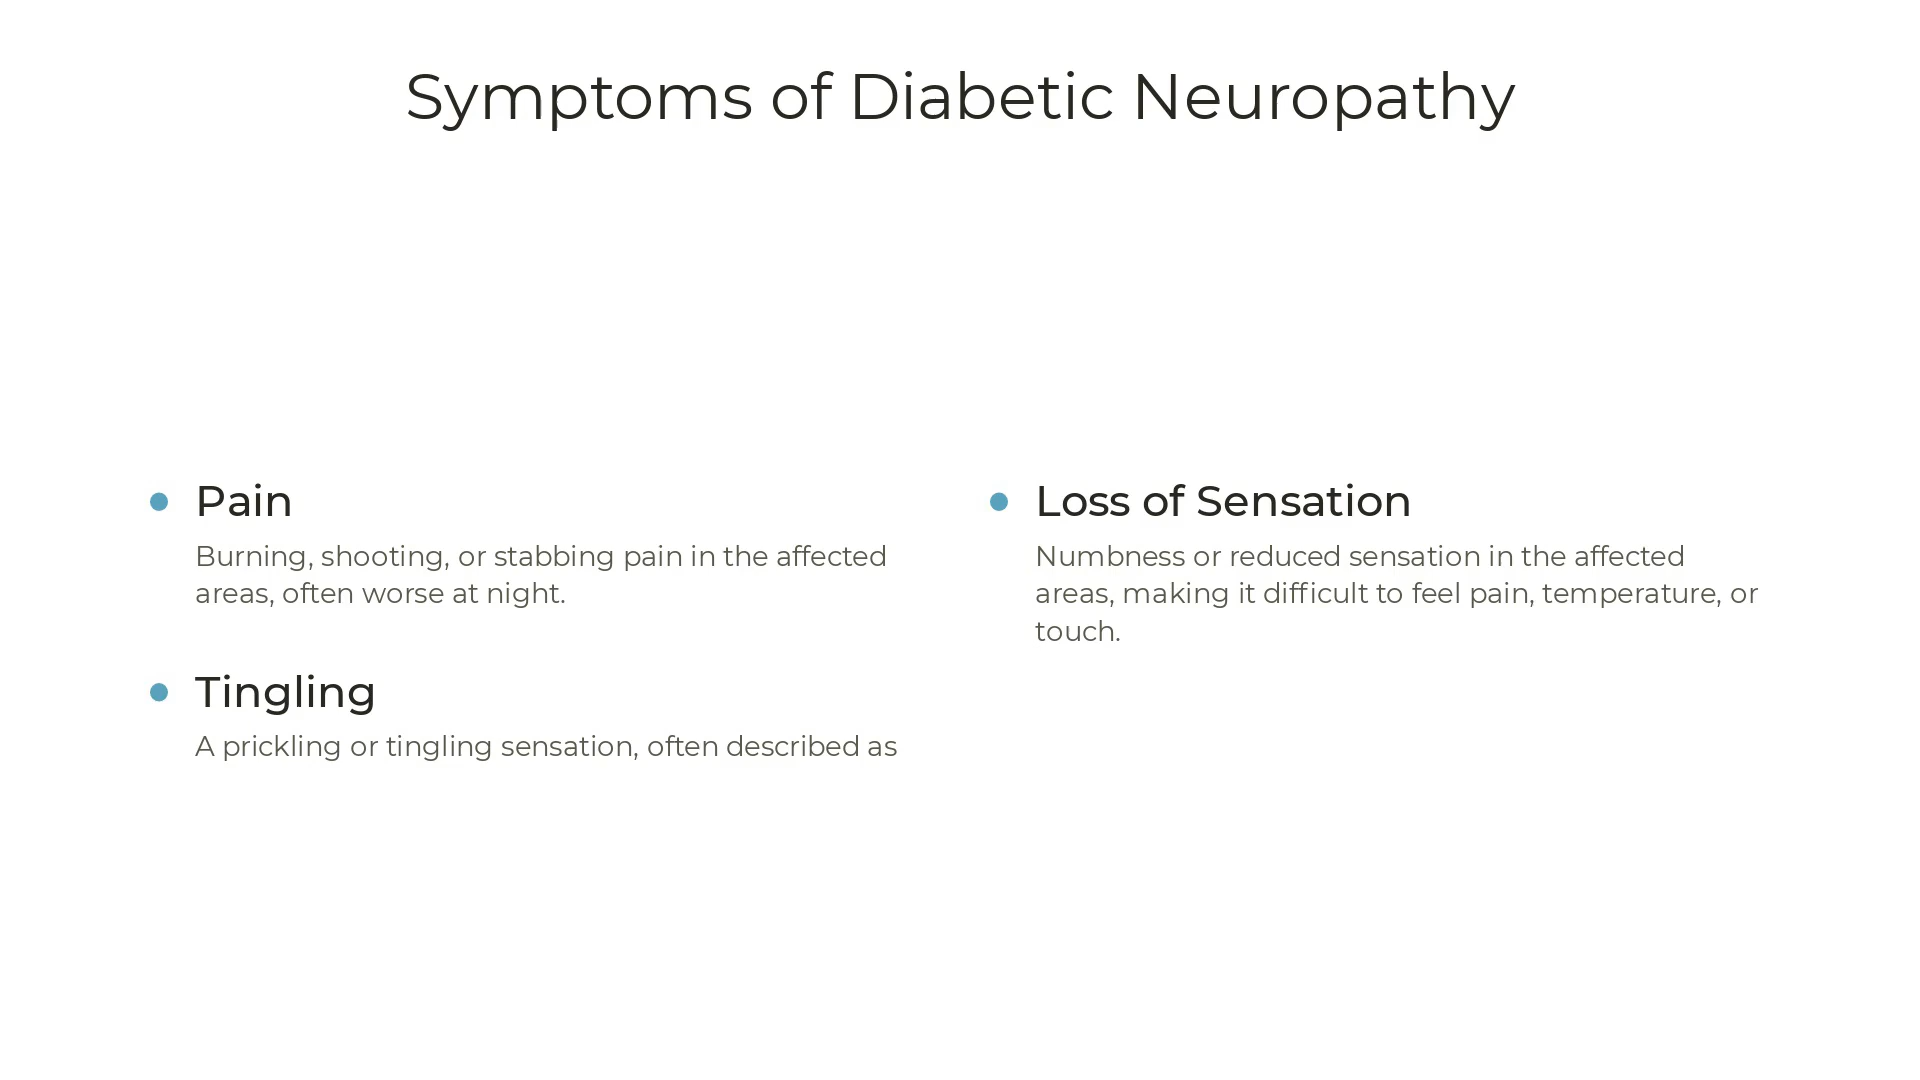 Symptoms of Diabetic Neuropathy
Pain
Burning, shooting, or stabbing pain in the affected
areas, often worse at night.
Tingling
A prickling or tingling sensation, often described as
Loss of Sensation
Numbness or reduced sensation in the affected
areas, making it difficult to feel pain, temperature, or
touch.